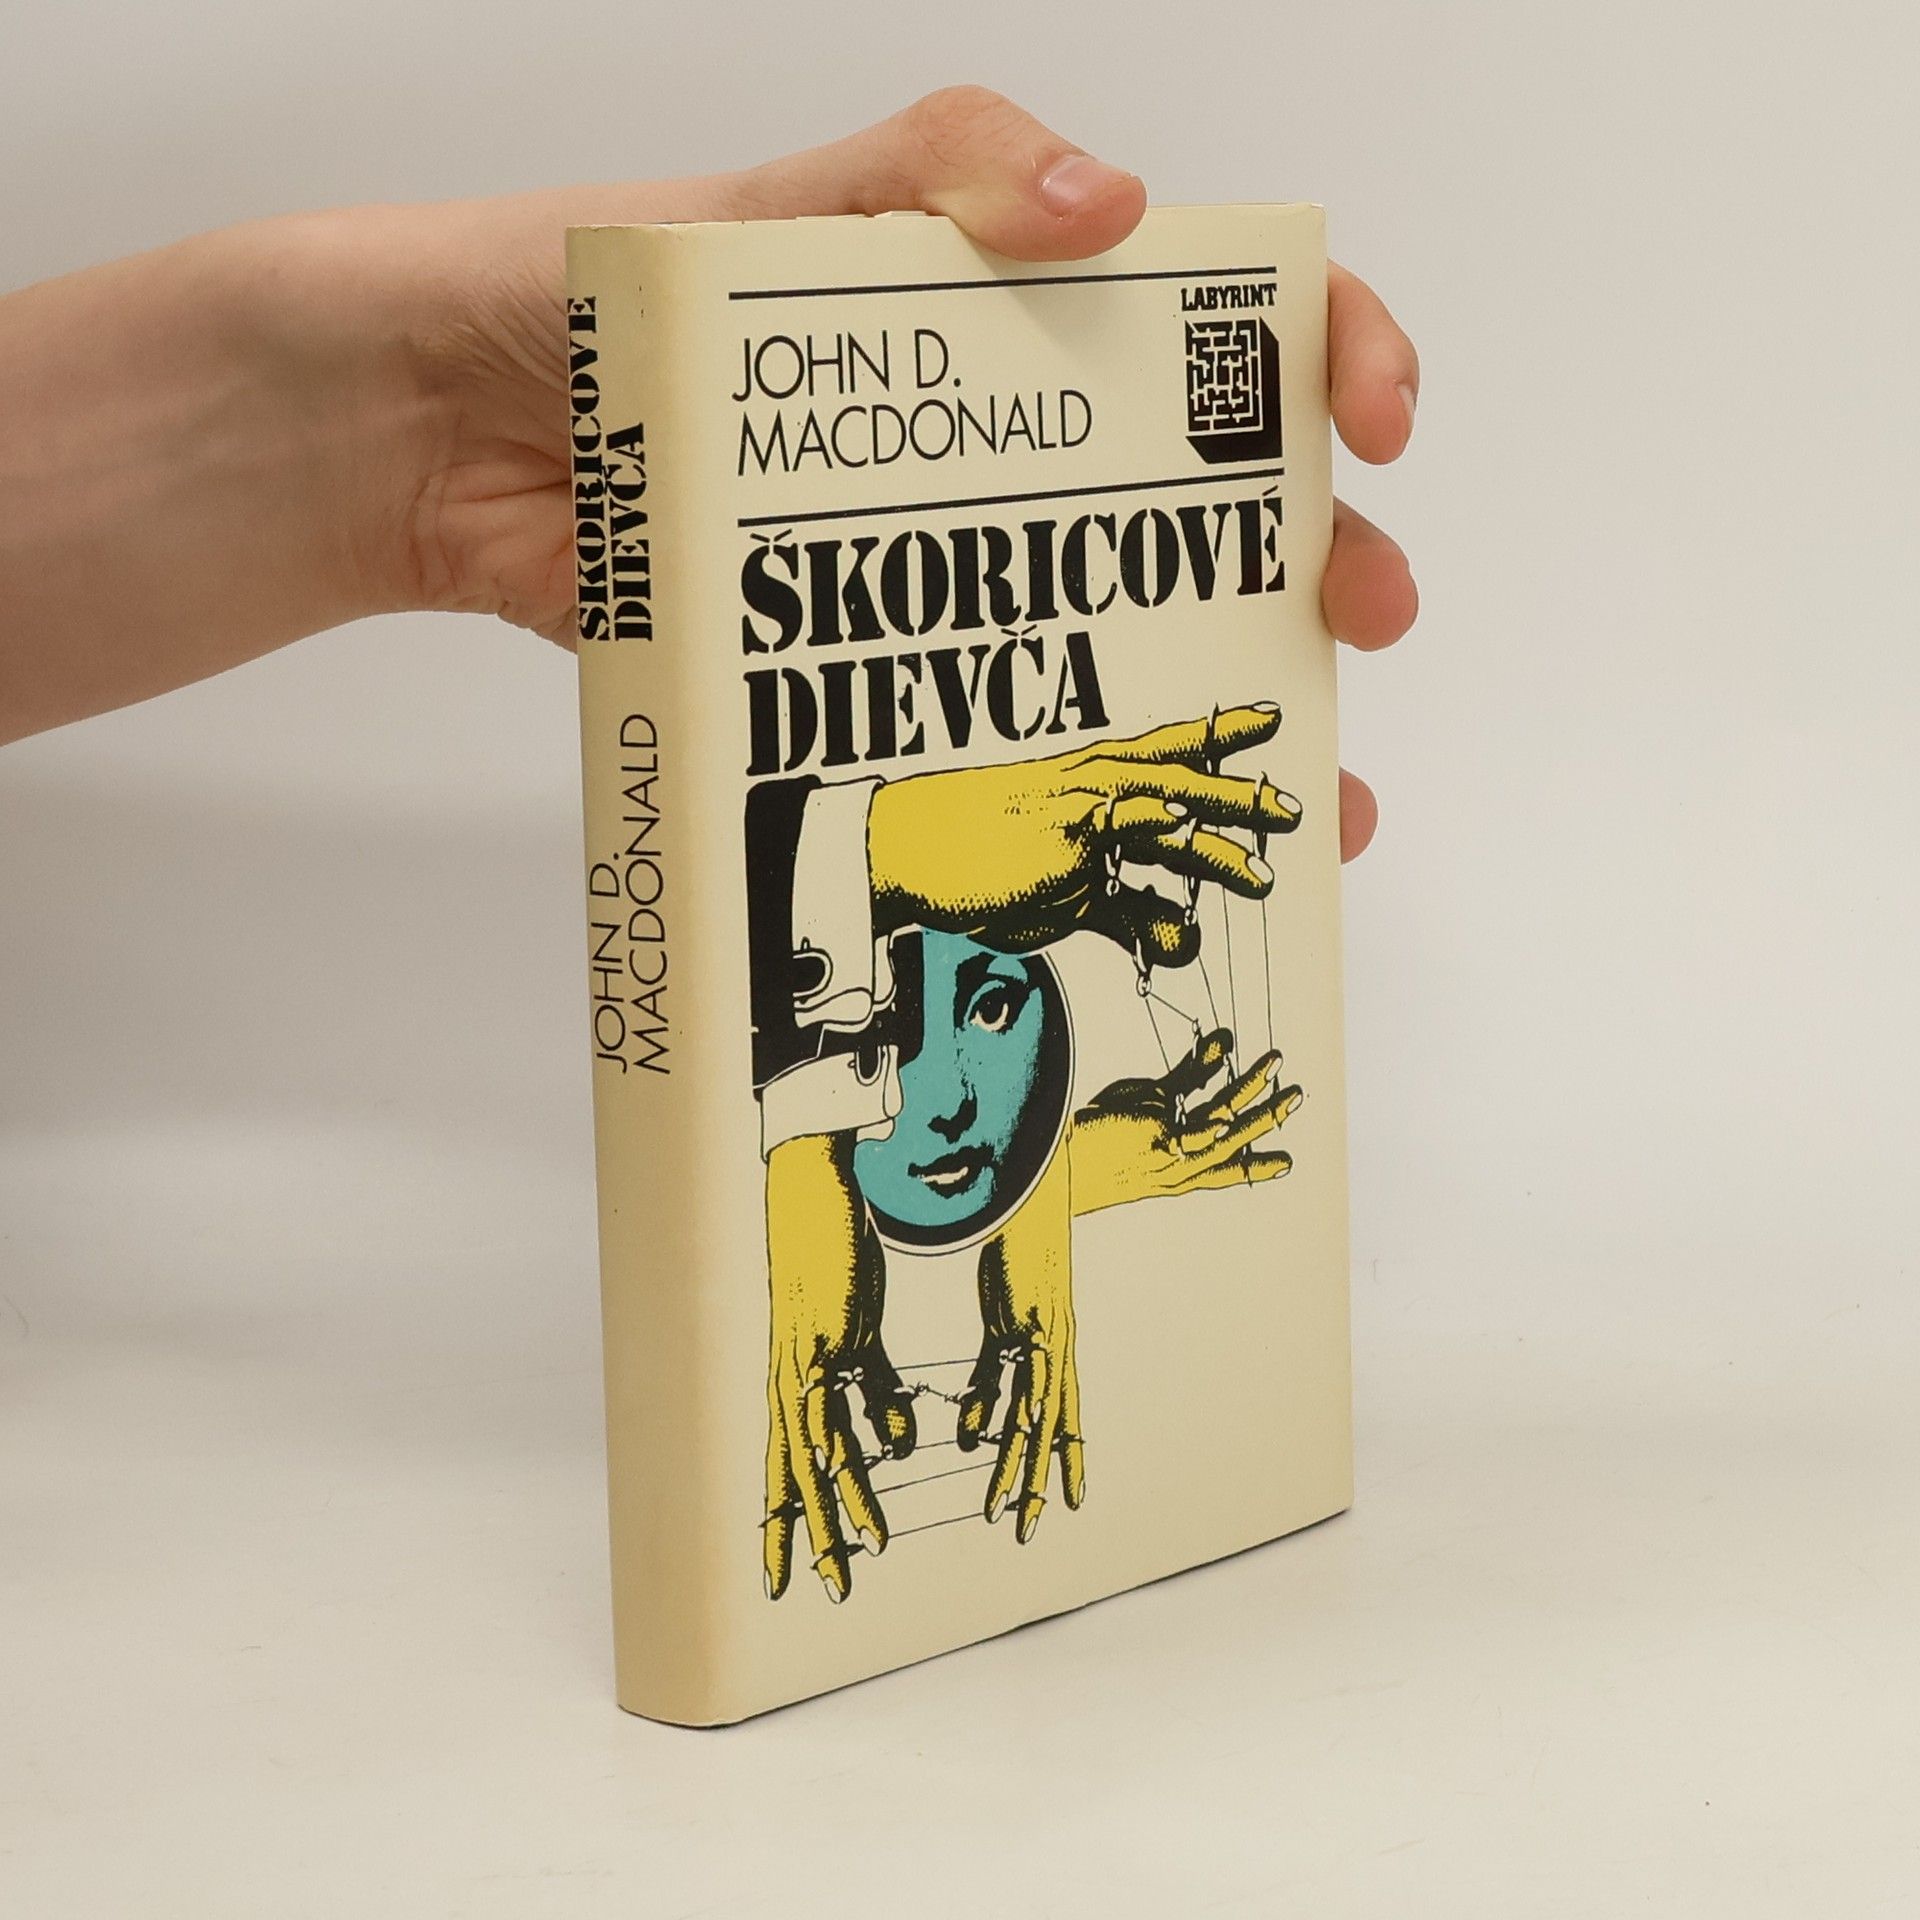 LABYRINT
JOHN D.
MACDONALD
ŠKORICOVÉ
DIEVČA
ŠKORICOVÉ
DIEVČA
JOHN D.
MACDONALD